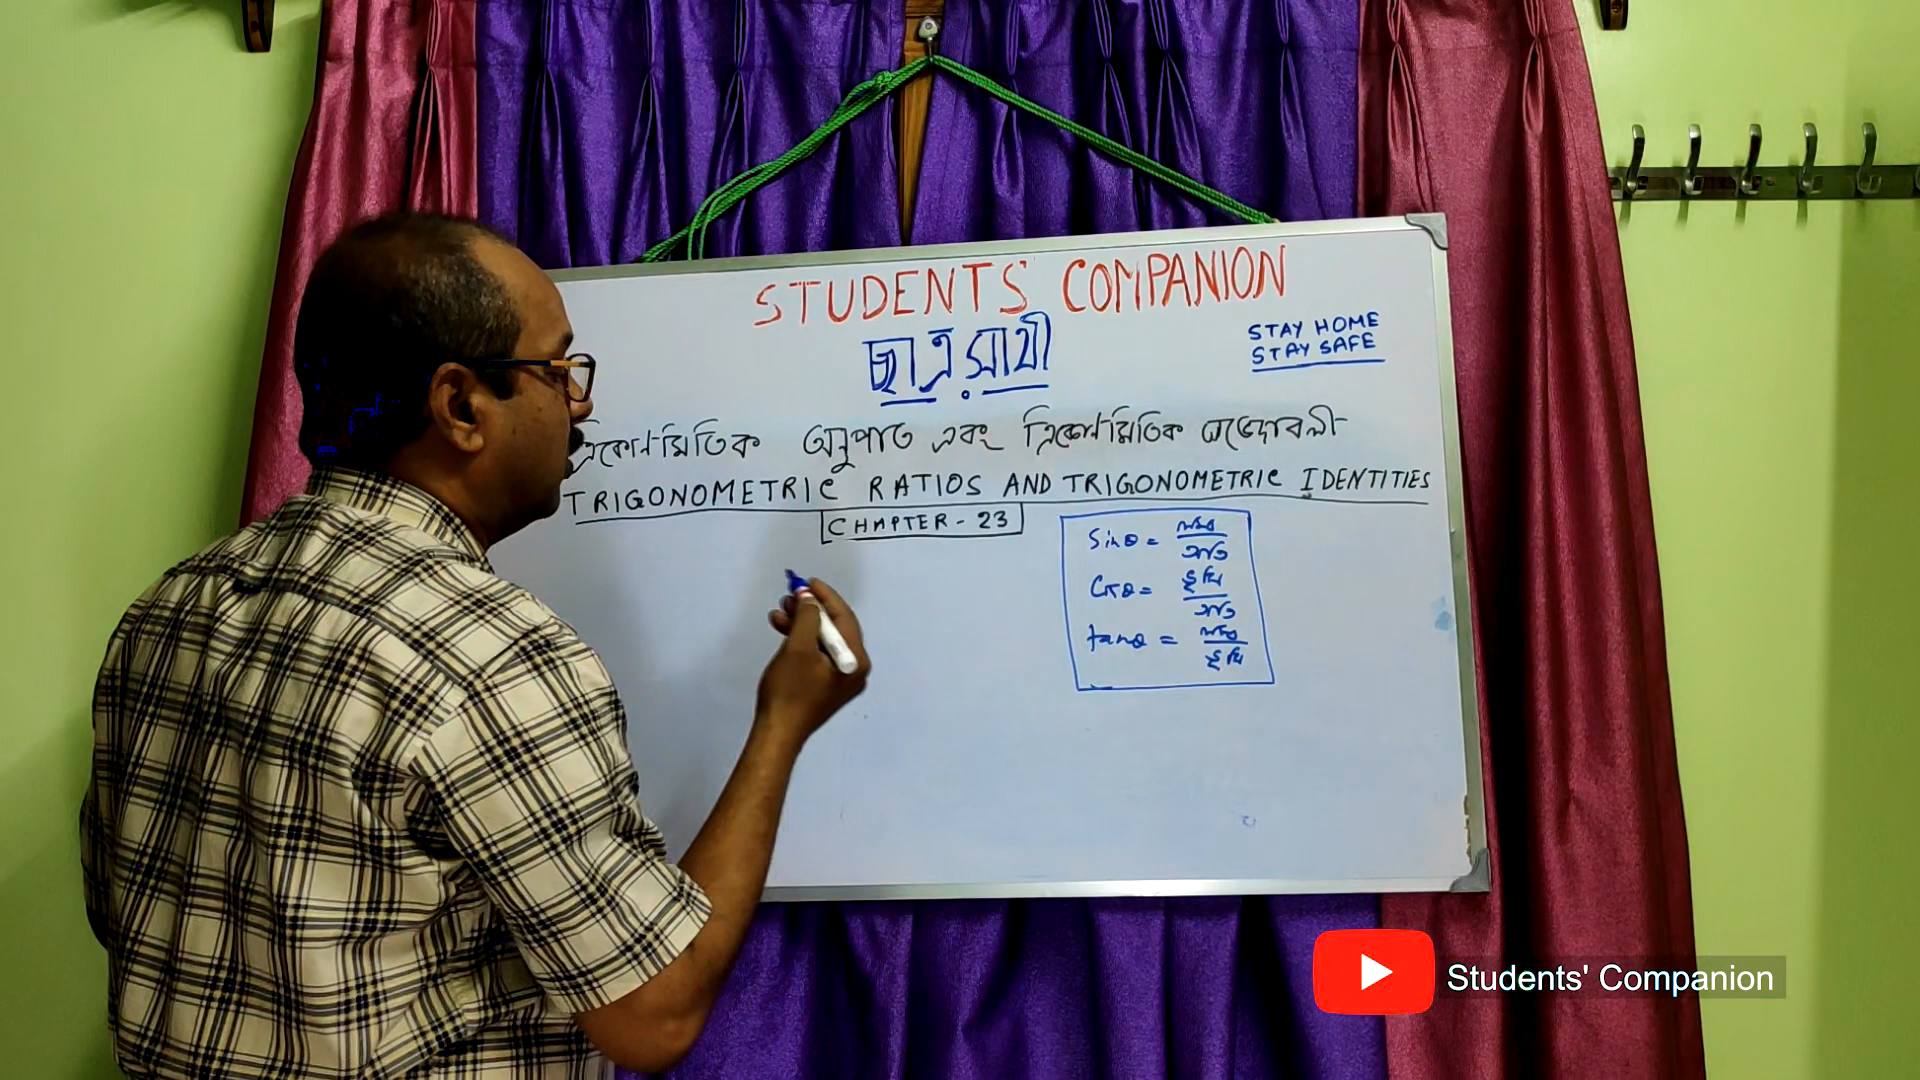 STUDENTS' COMPANION
ছাত্র সাথী
STAY HOME
STAY SAFE
ত্রিকোণমিতিক অনুপাত এবং ত্রিকোণমিতিক অভেদাবলী
TRIGONOMETRIC RATIOS AND TRIGONOMETRIC IDENTITIES
CHAPTER - 23
Sinθ = লম্ব / অতি
Cosθ = ভূমি / অতি
tanθ = লম্ব / ভূমি
Students' Companion